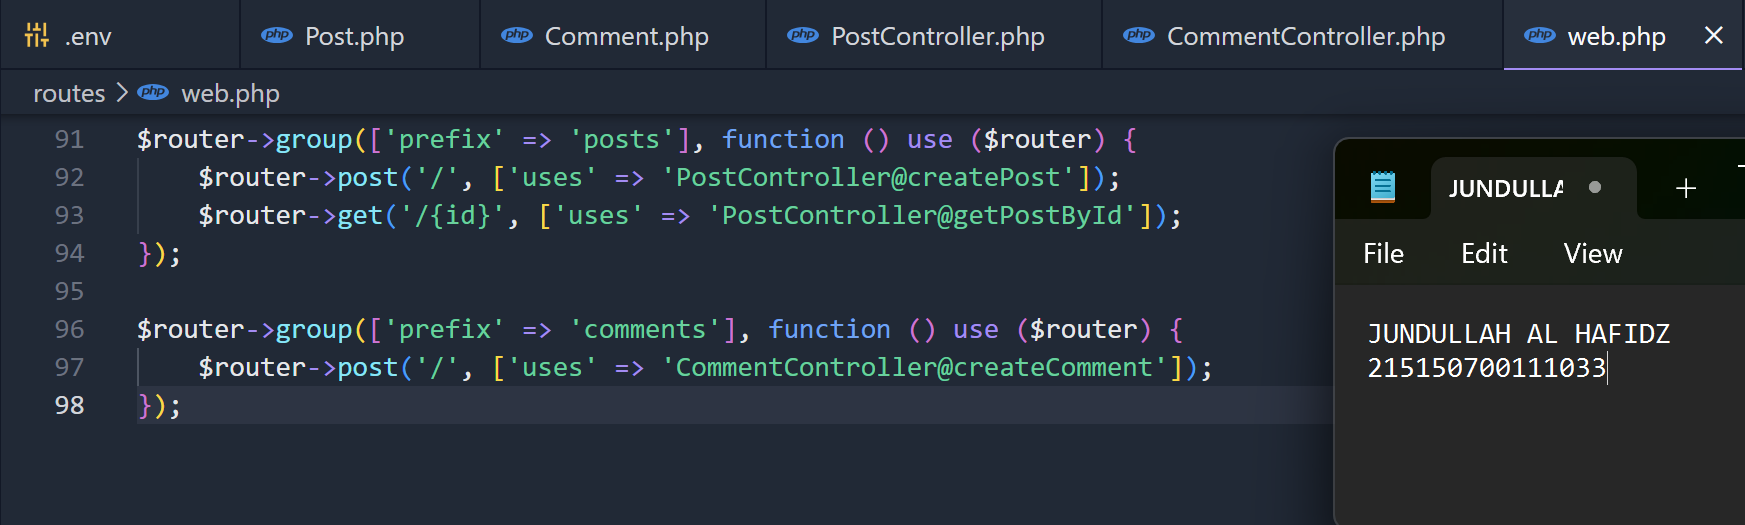 .env
php Post.php
php Comment.php
php PostController.php
php CommentController.php
php web.php
routes > php web.php
91 $router->group(['prefix' => 'posts'], function () use ($router) {
92 $router->post('/', ['uses' => 'PostController@createPost']);
93 $router->get('/{id}', ['uses' => 'PostController@getPostById']);
94 });
95
96 $router->group(['prefix' => 'comments'], function () use ($router) {
97 $router->post('/', ['uses' => 'CommentController@createComment']);
98 });
JUNDULLA
File Edit View
JUNDULLAH AL HAFIDZ
215150700111033